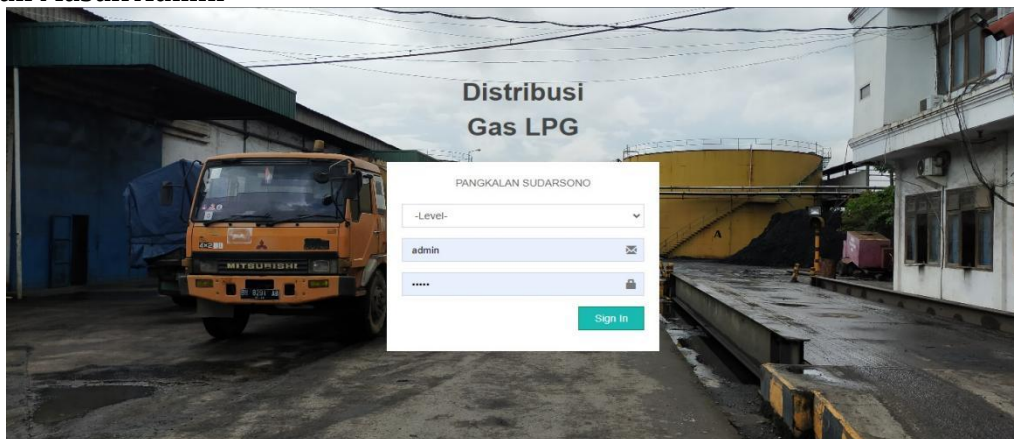 Distribusi
Gas LPG
PANGKALAN SUDARSONO
-Level-
admin
•••••
Sign In
MITSUBISHI
A